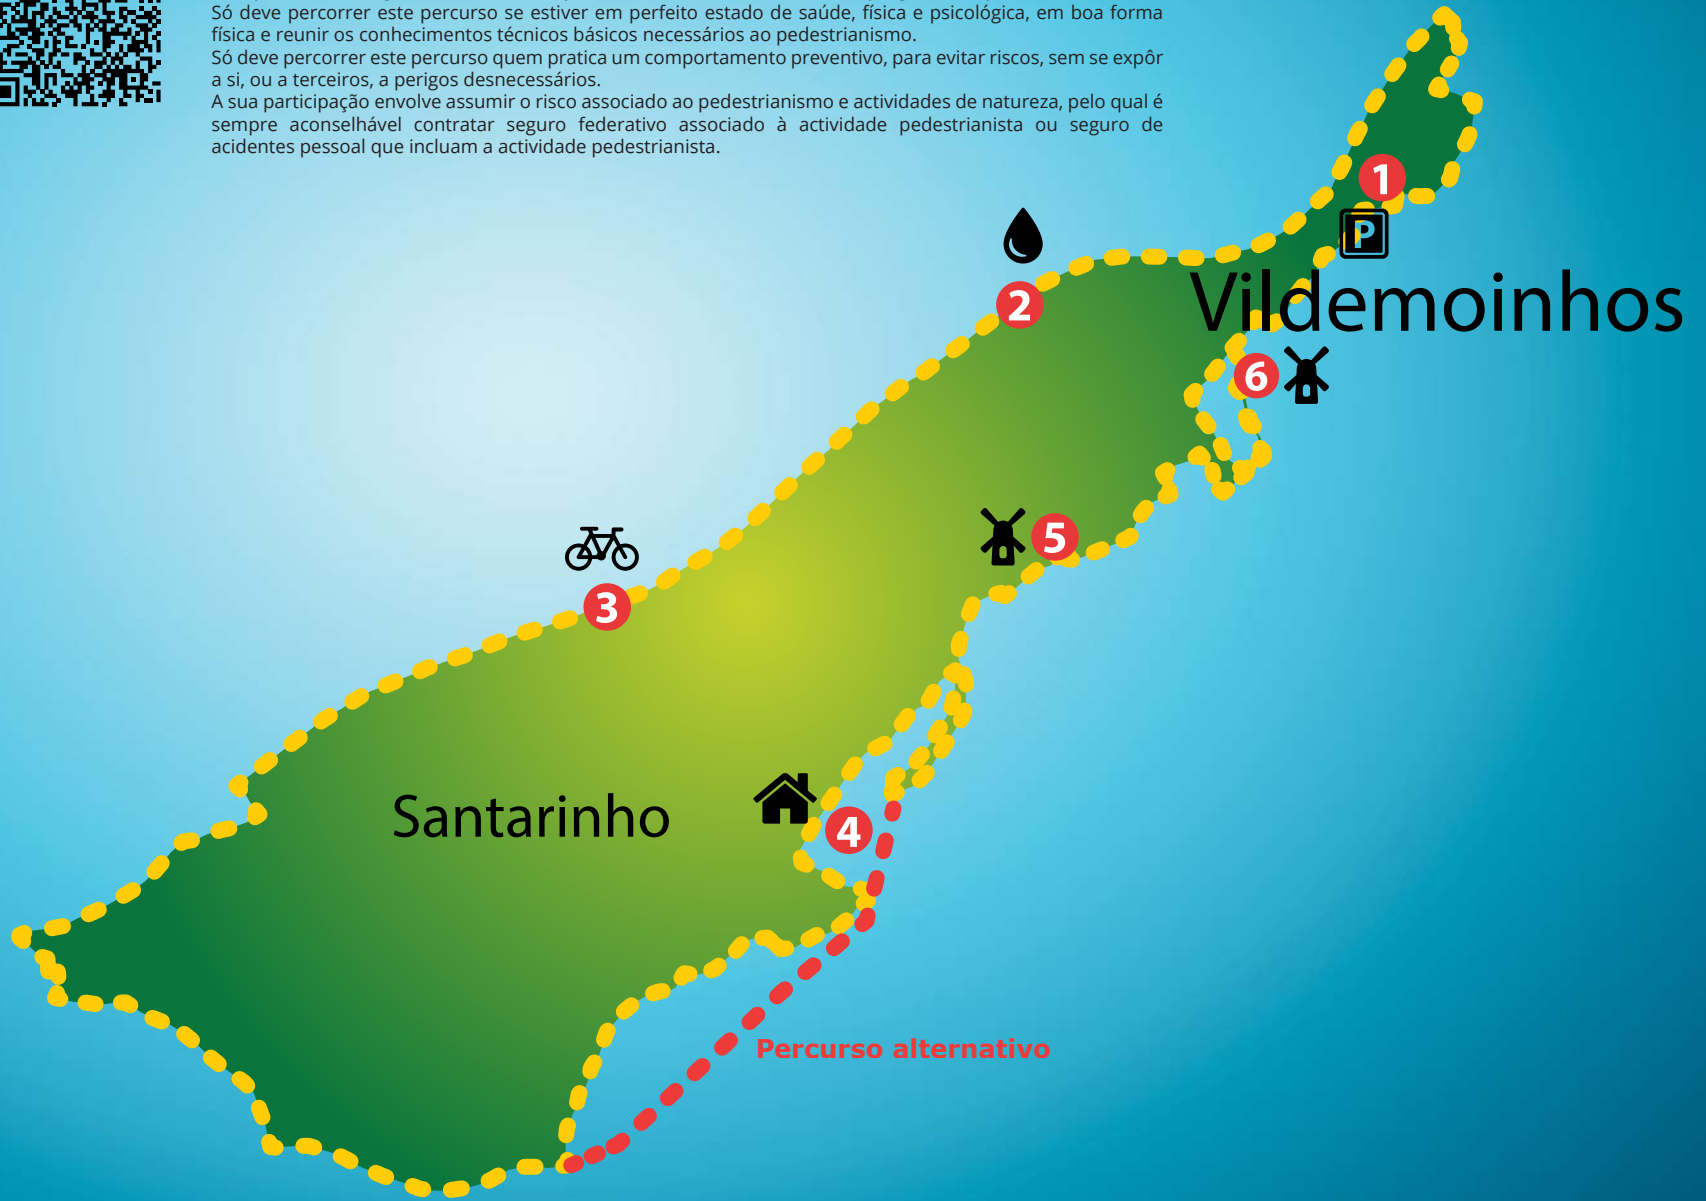 Só deve percorrer este percurso se estiver em perfeito estado de saúde, física e psicológica, em boa forma
física e reunir os conhecimentos técnicos básicos necessários ao pedestrianismo.
Só deve percorrer este percurso quem pratica um comportamento preventivo, para evitar riscos, sem se expôr
a si, ou a terceiros, a perigos desnecessários.
A sua participação envolve assumir o risco associado ao pedestrianismo e actividades de natureza, pelo qual é
sempre aconselhável contratar seguro federativo associado à actividade pedestrianista ou seguro de
acidentes pessoal que incluam a actividade pedestrianista.
1
P
2
Vildemoinhos
6
5
3
Santarinho
4
Percurso alternativo